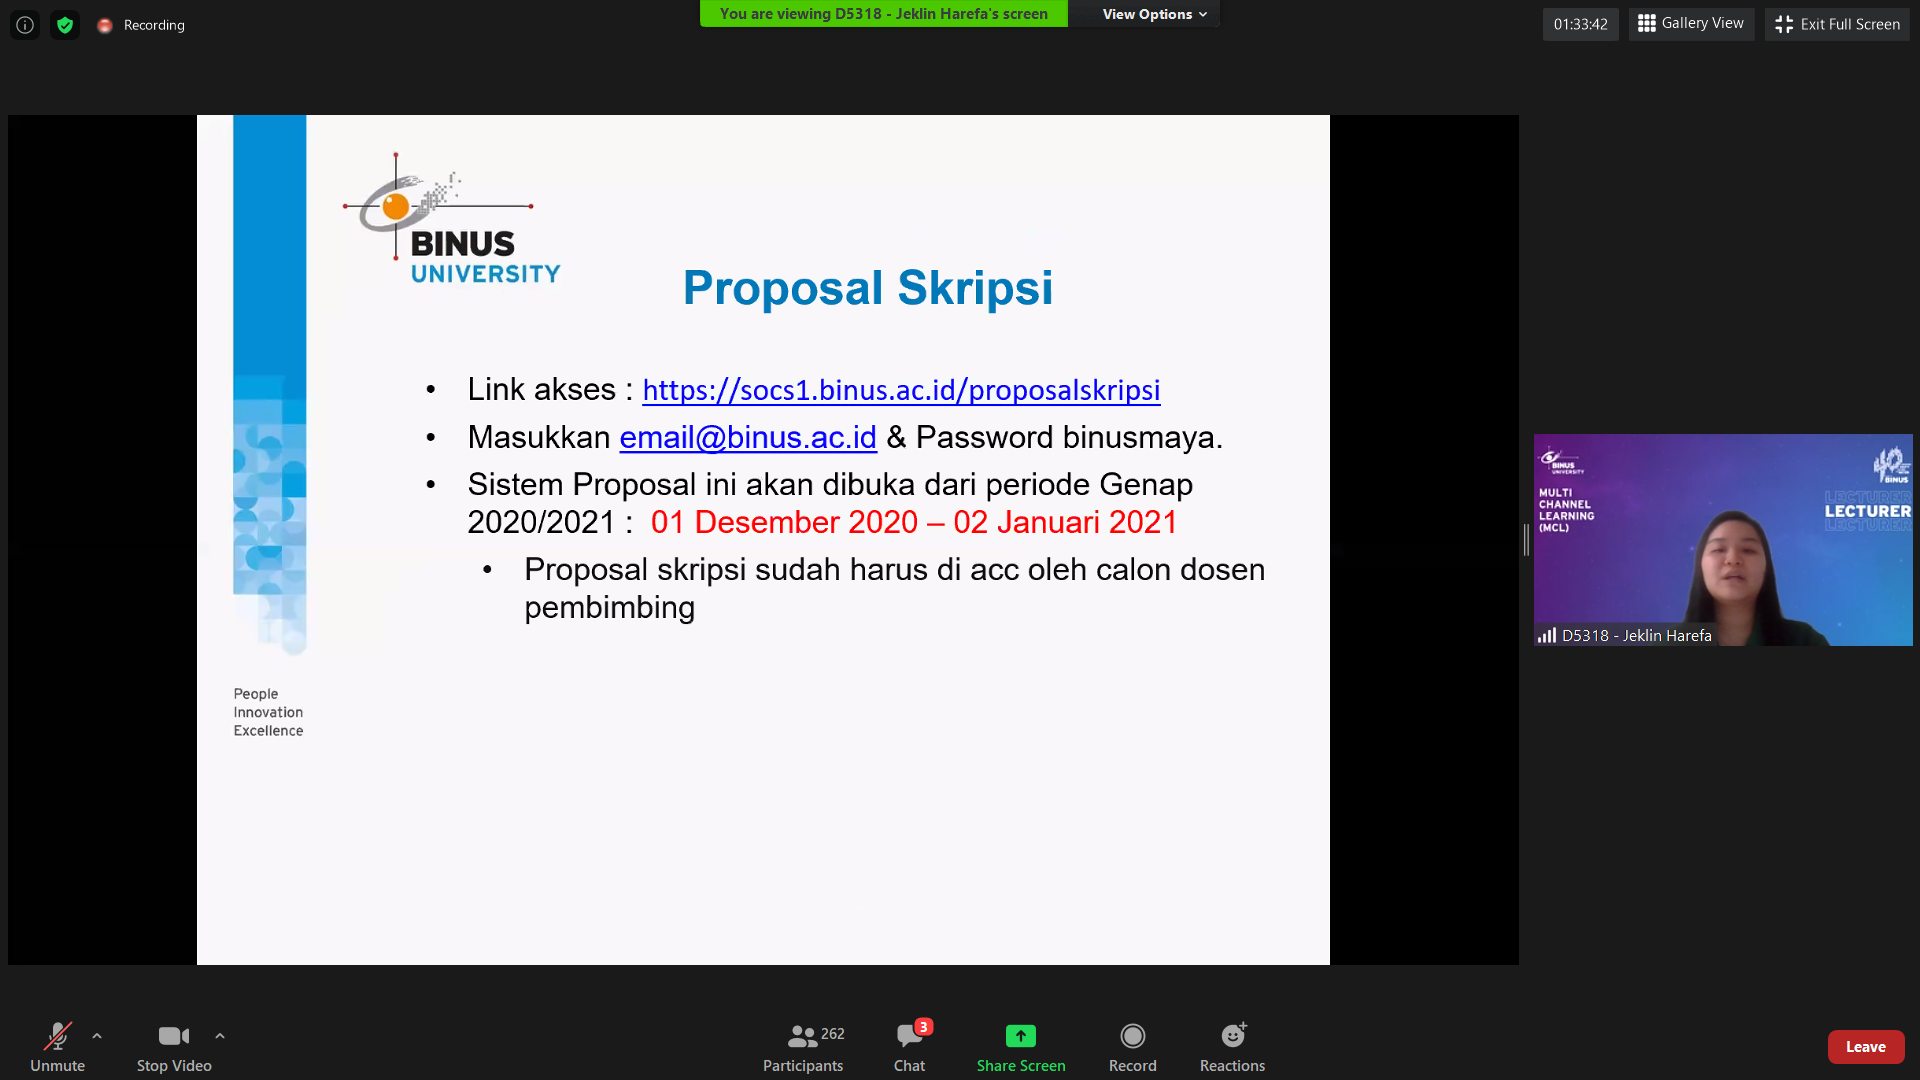 Recording
You are viewing D5318 - Jeklin Harefa's screen
View Options
01:33:42
Gallery View
Exit Full Screen
BINUS
UNIVERSITY
Proposal Skripsi
• Link akses : https://socs1.binus.ac.id/proposalskripsi
• Masukkan email@binus.ac.id & Password binusmaya.
• Sistem Proposal ini akan dibuka dari periode Genap
2020/2021 : 01 Desember 2020 – 02 Januari 2021
• Proposal skripsi sudah harus di acc oleh calon dosen
pembimbing
People
Innovation
Excellence
BINUS
UNIVERSITY
MULTI
CHANNEL
LEARNING
(MCL)
40
BINUS
LECTURER
LECTURER
LECTURER
D5318 - Jeklin Harefa
Unmute
Stop Video
262
Participants
3
Chat
Share Screen
Record
Reactions
Leave